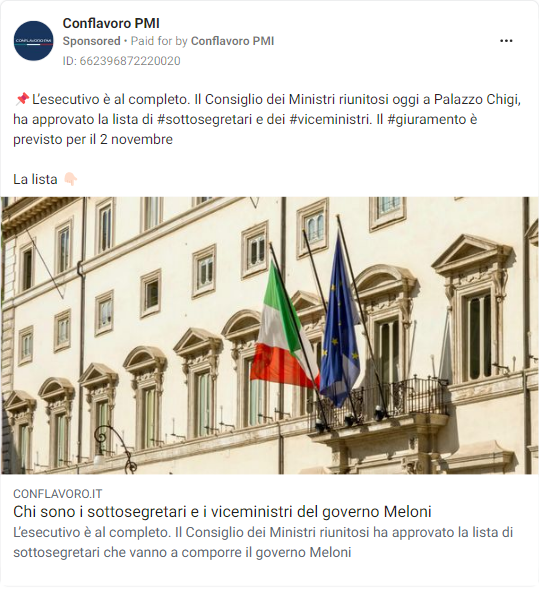 CONFLAVORO PMI
Conflavoro PMI
Sponsored • Paid for by Conflavoro PMI
ID: 662396872220020
📌L'esecutivo è al completo. Il Consiglio dei Ministri riunitosi oggi a Palazzo Chigi,
ha approvato la lista di #sottosegretari e dei #viceministri. Il #giuramento è
previsto per il 2 novembre
La lista 👇🏻
CONFLAVORO.IT
Chi sono i sottosegretari e i viceministri del governo Meloni
L'esecutivo è al completo. Il Consiglio dei Ministri riunitosi ha approvato la lista di
sottosegretari che vanno a comporre il governo Meloni